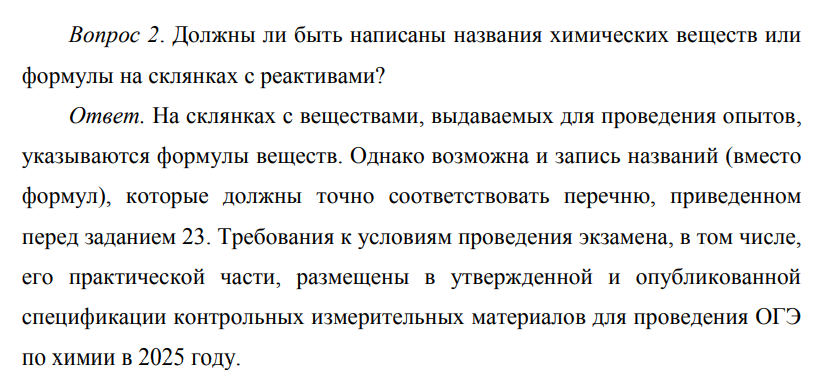 Вопрос 2. Должны ли быть написаны названия химических веществ или
формулы на склянках с реактивами?
Ответ. На склянках с веществами, выдаваемых для проведения опытов,
указываются формулы веществ. Однако возможна и запись названий (вместо
формул), которые должны точно соответствовать перечню, приведенном
перед заданием 23. Требования к условиям проведения экзамена, в том числе,
его практической части, размещены в утвержденной и опубликованной
спецификации контрольных измерительных материалов для проведения ОГЭ
по химии в 2025 году.